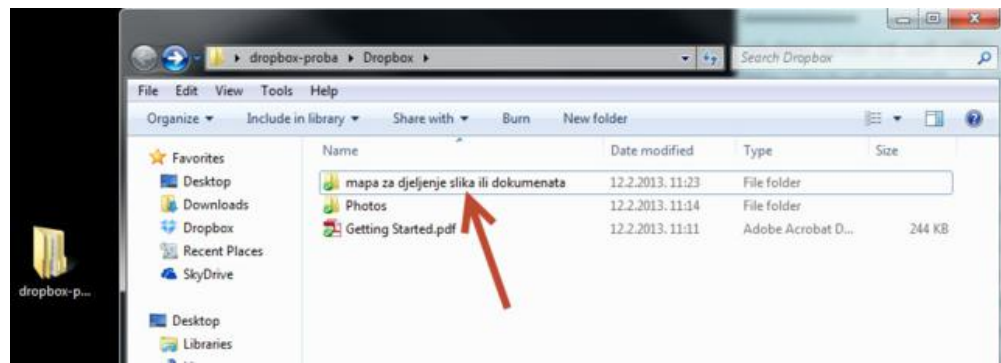 dropbox-proba Dropbox
Search Dropbox
File Edit View Tools Help
Organize Include in library Share with Burn New folder
Name Date modified Type Size
mapa za djeljenje slika ili dokumenata 12.2.2013. 11:23 File folder
Photos 12.2.2013. 11:14 File folder
Getting Started.pdf 12.2.2013. 11:11 Adobe Acrobat D... 244 KB
Favorites
Desktop
Downloads
Dropbox
Recent Places
SkyDrive
Desktop
Libraries
dropbox-p...